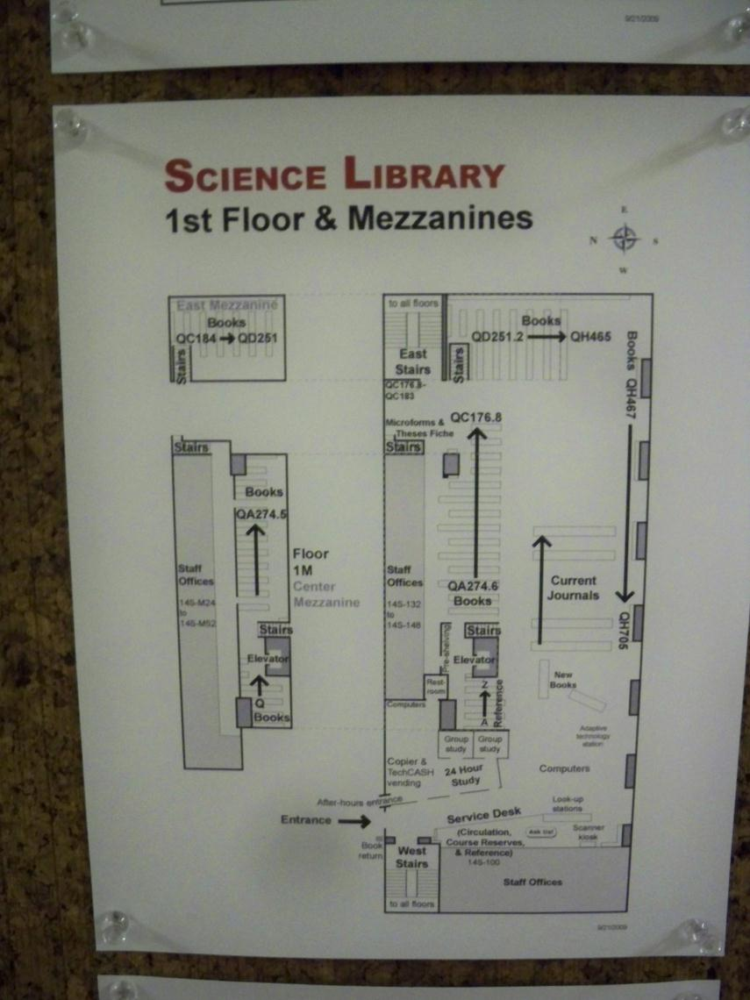 9/21/2009
SCIENCE LIBRARY
1st Floor & Mezzanines
E
N
S
W
East Mezzanine
Books
QC184 → QD251
Stairs
to all floors
East
Stairs
QC176.8-
QC183
Stairs
Books
QD251.2 → QH465
Books QH467
QH705
Microforms &
Theses Fiche
Stairs
QC176.8
QA274.6
Books
Staff
Offices
14S-132
to
14S-148
Stairs
Books
QA274.5
Staff
Offices
14S-M24
to
14S-M52
Floor
1M
Center
Mezzanine
Stairs
Elevator
Q
Books
Current
Journals
Pre-shelving
Stairs
Elevator
Rest-
room
Computers
Z
A
Reference
New
Books
Adaptive
technology
station
Group
study
Group
study
Copier &
TechCASH
vending
24 Hour
Study
Computers
After-hours entrance
Entrance
Look-up
stations
Service Desk
(Circulation,
Course Reserves,
& Reference)
14S-100
Ask Us!
Scanner
kiosk
Book
return
West
Stairs
to all floors
Staff Offices
9/21/2009